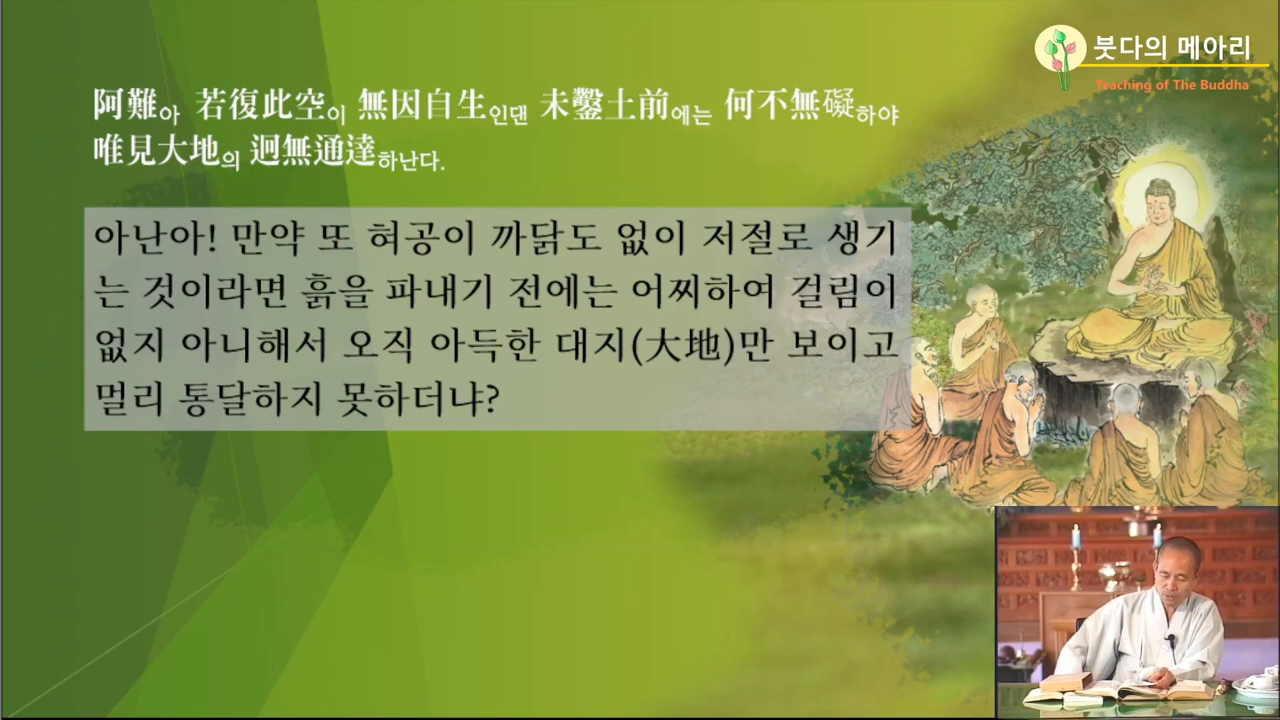 붓다의 메아리
Teaching of The Buddha
阿難아 若復此空이 無因自生인댄 未鑿土前에는 何不無礙하야
唯見大地의 迥無通達하난다.
아난아! 만약 또 허공이 까닭도 없이 저절로 생기
는 것이라면 흙을 파내기 전에는 어찌하여 걸림이
없지 아니해서 오직 아득한 대지(大地)만 보이고
멀리 통달하지 못하더냐?